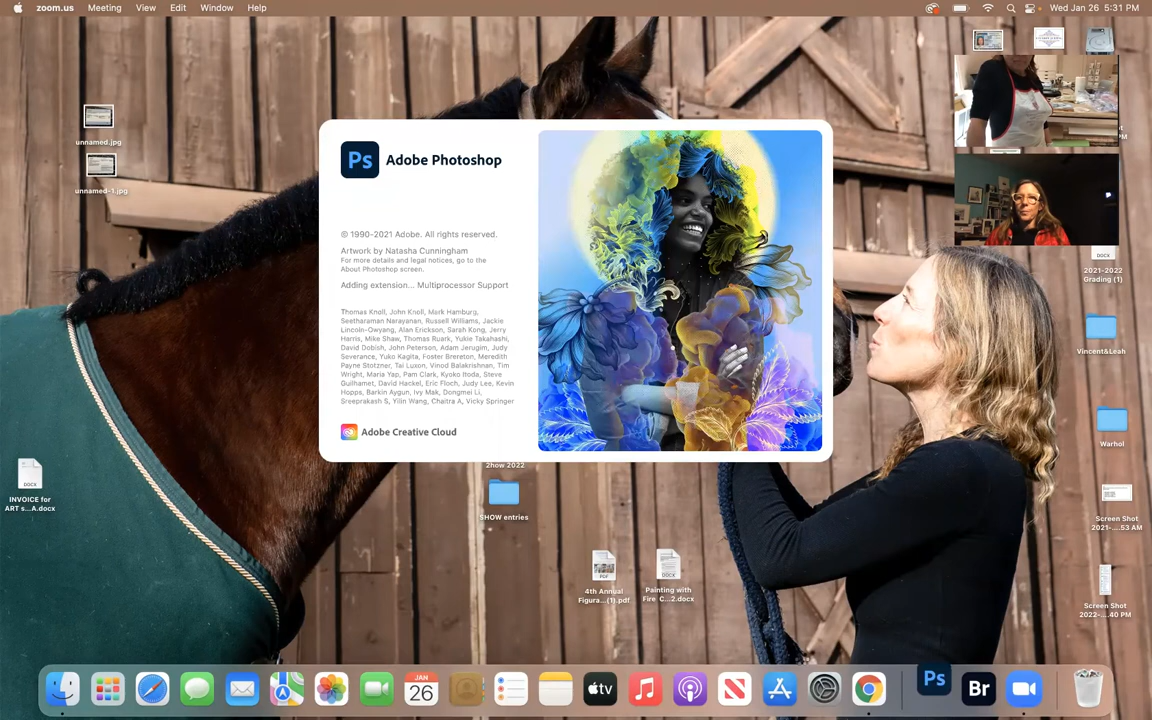 zoom.us Meeting View Edit Window Help
Wed Jan 26 5:31 PM
unnamed.jpg
unnamed-1.jpg
Ps Adobe Photoshop
© 1990-2021 Adobe. All rights reserved.
Artwork by Natasha Cunningham
For more details and legal notices, go to the
About Photoshop screen.
Adding extension... Multiprocessor Support
Thomas Knoll, John Knoll, Mark Hamburg,
Seetharaman Narayanan, Russell Williams, Jackie
Lincoln-Owyang, Alan Erickson, Sarah Kong, Jerry
Harris, Mike Shaw, Thomas Ruark, Yukie Takahashi,
David Dobish, John Peterson, Adam Jerugim, Judy
Severance, Yuko Kagita, Foster Brereton, Meredith
Payne Stotzner, Tai Luxon, Vinod Balakrishnan, Tim
Wright, Maria Yap, Pam Clark, Kyoko Itoda, Steve
Guilhamet, David Hackel, Eric Floch, Judy Lee, Kevin
Hopps, Barkin Aygun, Ivy Mak, Dongmei Li,
Sreeprakash S, Yilin Wang, Chaitra A, Vicky Springer
Adobe Creative Cloud
DOCX
2021-2022
Grading (1)
Vincent&Leah
Warhol
Screen Shot
2021-....53 AM
Screen Shot
2022-....40 PM
DOCX
INVOICE for
ART s...A.docx
2how 2022
SHOW entries
PDF
4th Annual
Figura...(1).pdf
DOCX
Painting with
Fire C...2.docx
JAN
26
tv
Ps
Br